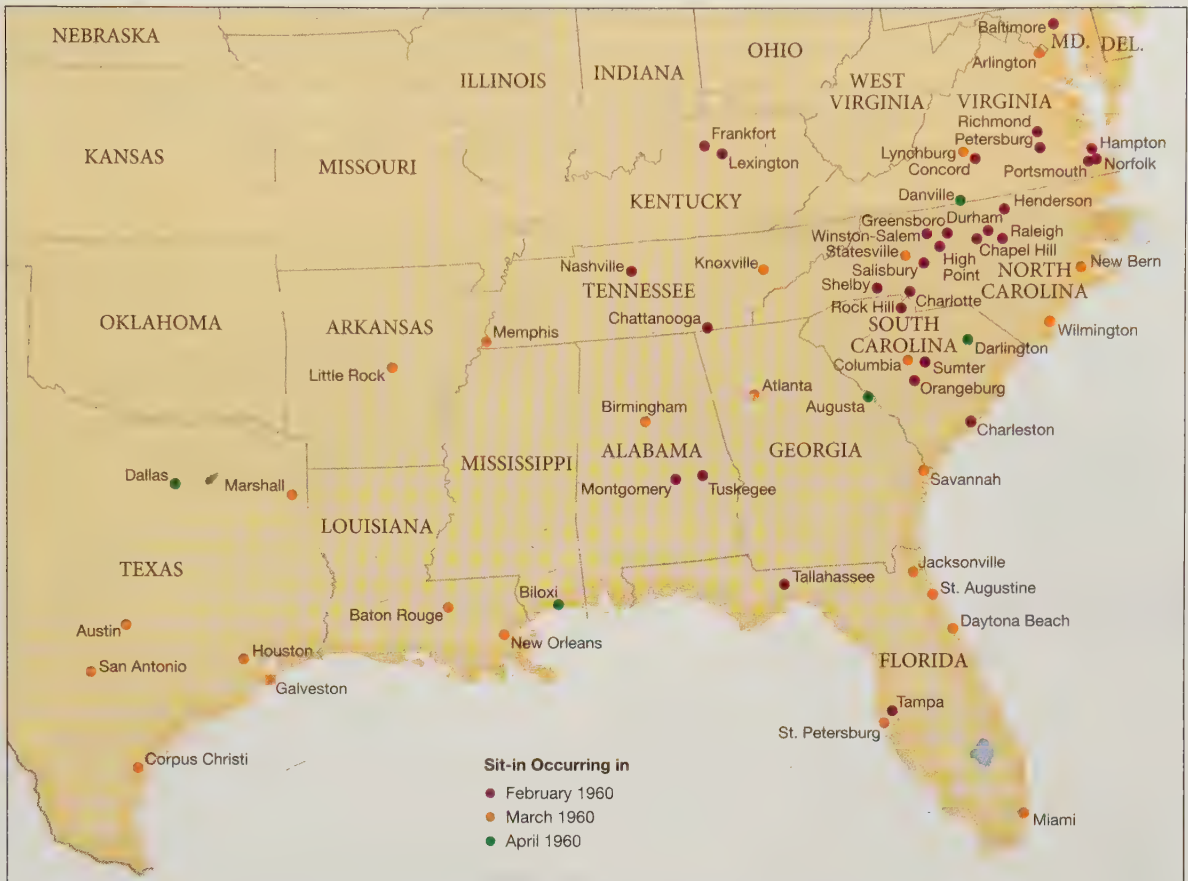 NEBRASKA
OHIO
Baltimore
MD. DEL.
ILLINOIS
INDIANA
Arlington
WEST
VIRGINIA
VIRGINIA
Richmond
Petersburg
Frankfort
Lexington
Lynchburg
Concord
Hampton
Norfolk
Portsmouth
KANSAS
MISSOURI
KENTUCKY
Danville
Henderson
Greensboro
Durham
Winston-Salem
Raleigh
Chapel Hill
Statesville
High
Point
Salisbury
New Bern
NORTH
CAROLINA
Nashville
Knoxville
TENNESSEE
Shelby
Charlotte
Rock Hill
Chattanooga
Wilmington
OKLAHOMA
ARKANSAS
Memphis
Little Rock
SOUTH
CAROLINA
Darlington
Columbia
Sumter
Orangeburg
Atlanta
Augusta
Birmingham
Charleston
MISSISSIPPI
ALABAMA
GEORGIA
Dallas
Marshall
Montgomery
Tuskegee
Savannah
LOUISIANA
TEXAS
Jacksonville
Tallahassee
St. Augustine
Biloxi
Baton Rouge
Daytona Beach
Austin
New Orleans
Houston
San Antonio
Galveston
FLORIDA
Tampa
St. Petersburg
Corpus Christi
Miami
Sit-in Occurring in
February 1960
March 1960
April 1960